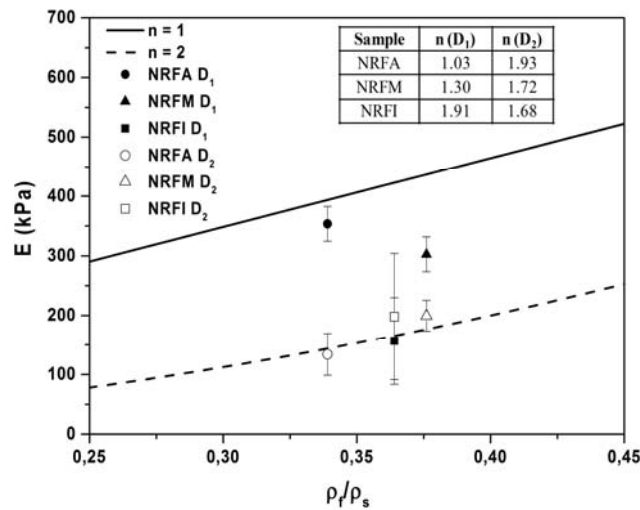 700
600
500
400
300
200
100
0
E (kPa)
n = 1
n = 2
NRFA D₁
NRFM D₁
NRFI D₁
NRFA D₂
NRFM D₂
NRFI D₂
Sample n (D₁) n (D₂)
NRFA 1.03 1.93
NRFM 1.30 1.72
NRFI 1.91 1.68
0,25 0,30 0,35 0,40 0,45
ρf/ρs